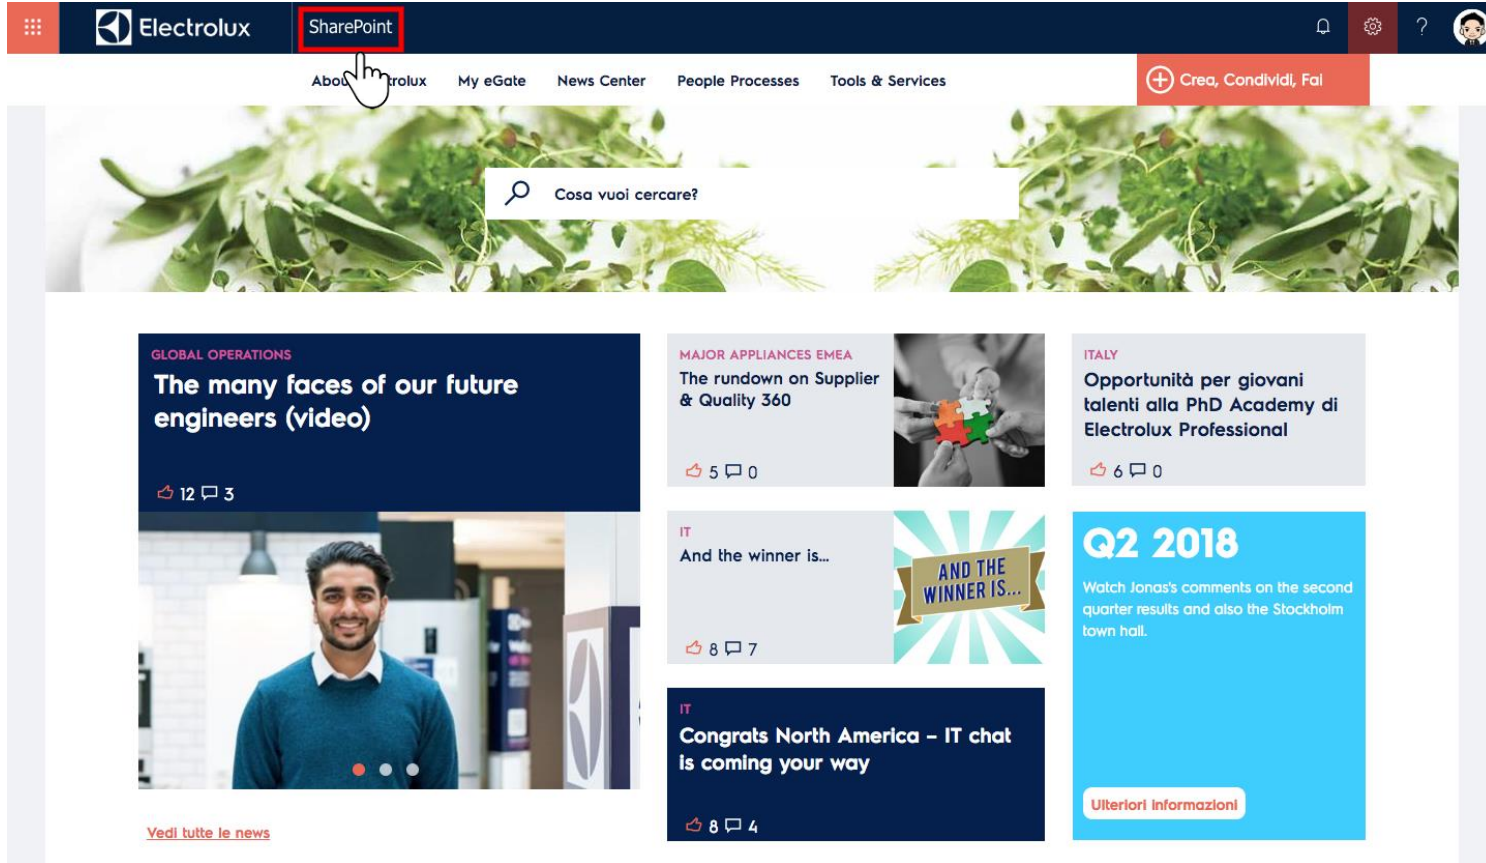 Electrolux
SharePoint
?
My eGate
News Center
People Processes
Tools & Services
Crea, Condividi, Fai
Cosa vuoi cercare?
GLOBAL OPERATIONS
The many faces of our future
engineers (video)
12 3
Vedi tutte le news
MAJOR APPLIANCES EMEA
The rundown on Supplier
& Quality 360
5 0
IT
And the winner is...
8 7
AND THE
WINNER IS...
IT
Congrats North America – IT chat
is coming your way
8 4
ITALY
Opportunità per giovani
talenti alla PhD Academy di
Electrolux Professional
6 0
Q2 2018
Watch Jonas's comments on the second
quarter results and also the Stockholm
town hall.
Ulteriori informazioni